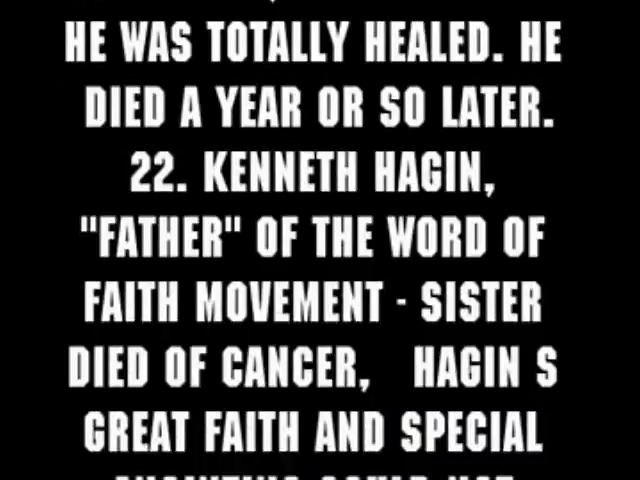 HE WAS TOTALLY HEALED. HE
DIED A YEAR OR SO LATER.
22. KENNETH HAGIN,
"FATHER" OF THE WORD OF
FAITH MOVEMENT - SISTER
DIED OF CANCER, HAGIN S
GREAT FAITH AND SPECIAL